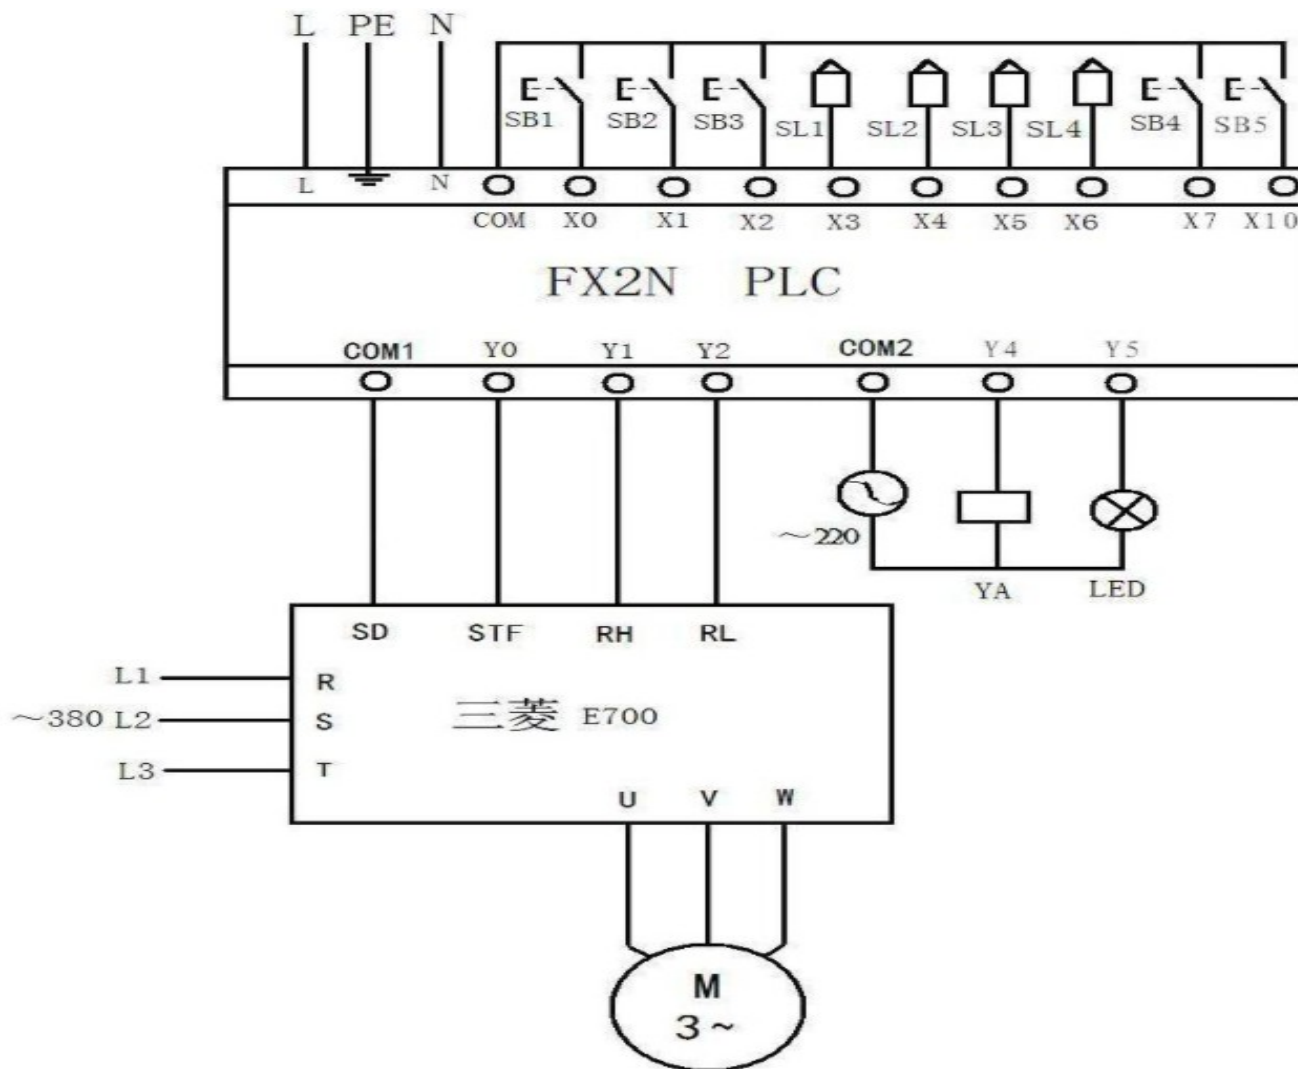 L PE N
SB1 SB2 SB3 SL1 SL2 SL3 SL4 SB4 SB5
L N
COM X0 X1 X2 X3 X4 X5 X6 X7 X10
FX2N PLC
COM1 Y0 Y1 Y2 COM2 Y4 Y5
～220
YA LED
SD STF RH RL
L1 R
～380 L2 S
三菱 E700
L3 T
U V W
M
3~